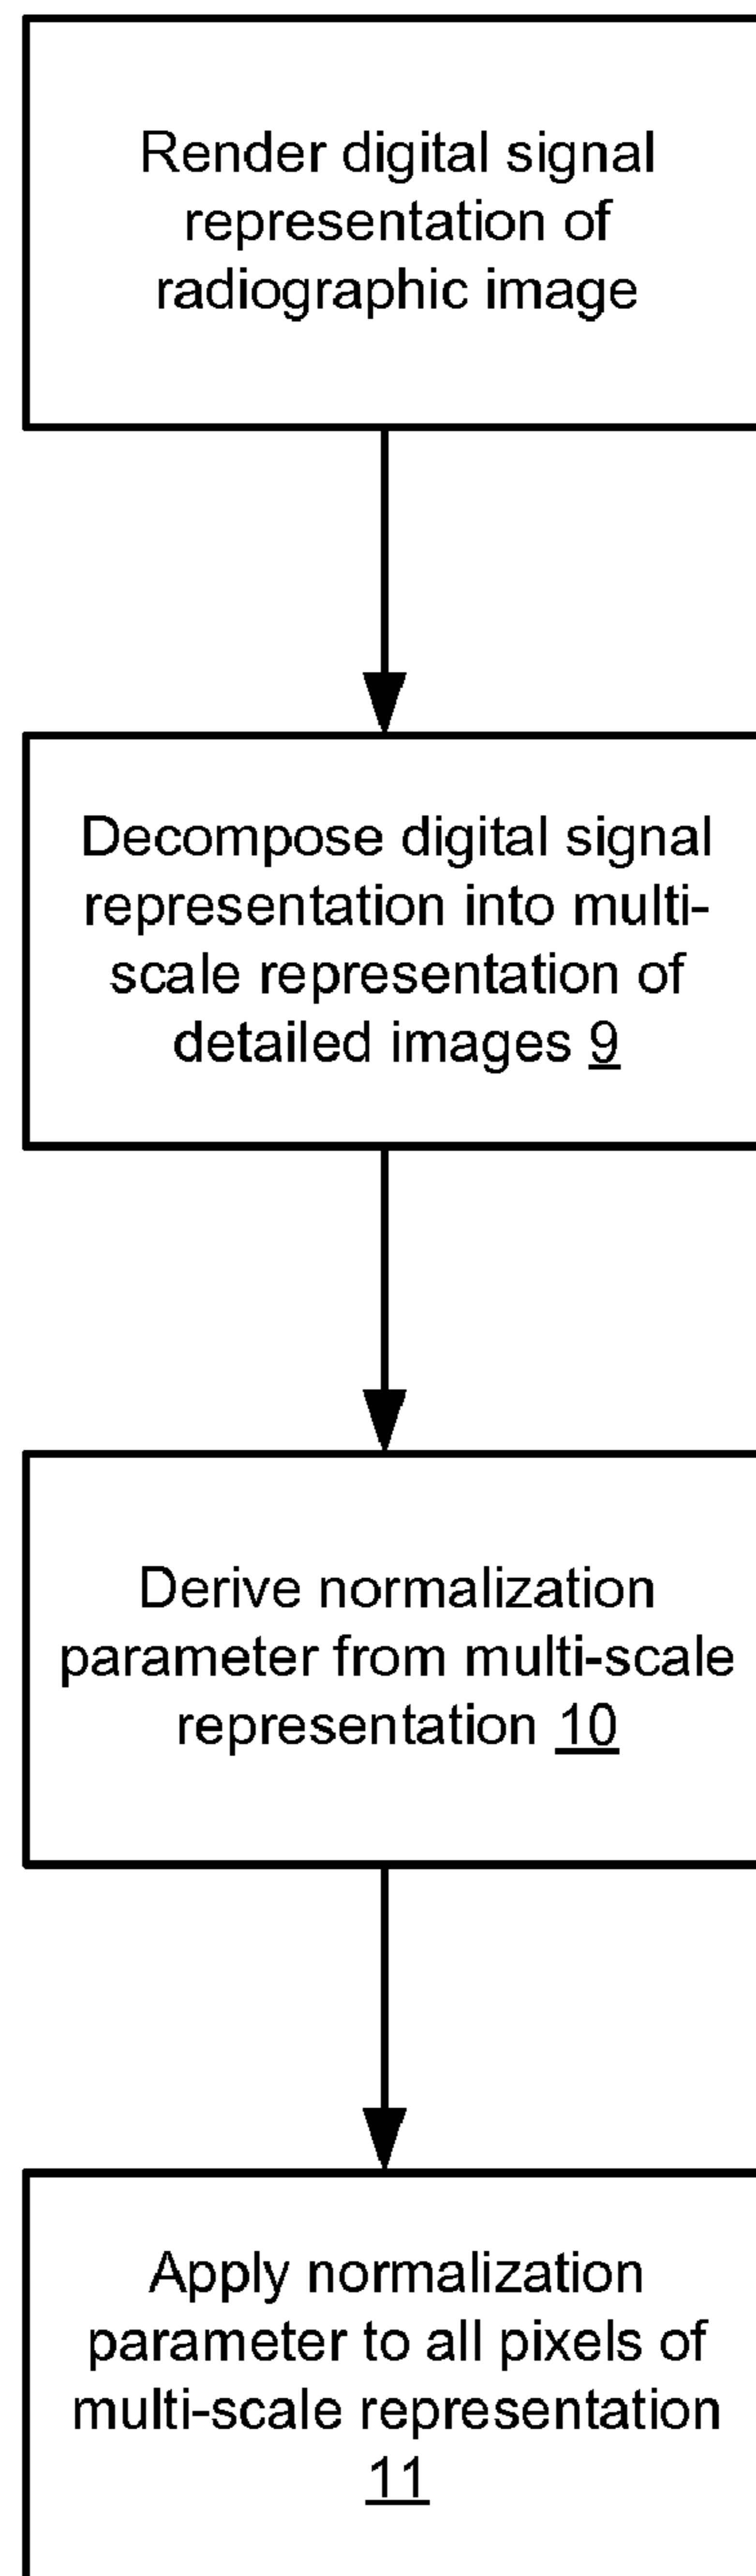 Render digital signal
representation of
radiographic image
Decompose digital signal
representation into multi-
scale representation of
detailed images 9
Derive normalization
parameter from multi-scale
representation 10
Apply normalization
parameter to all pixels of
multi-scale representation
11